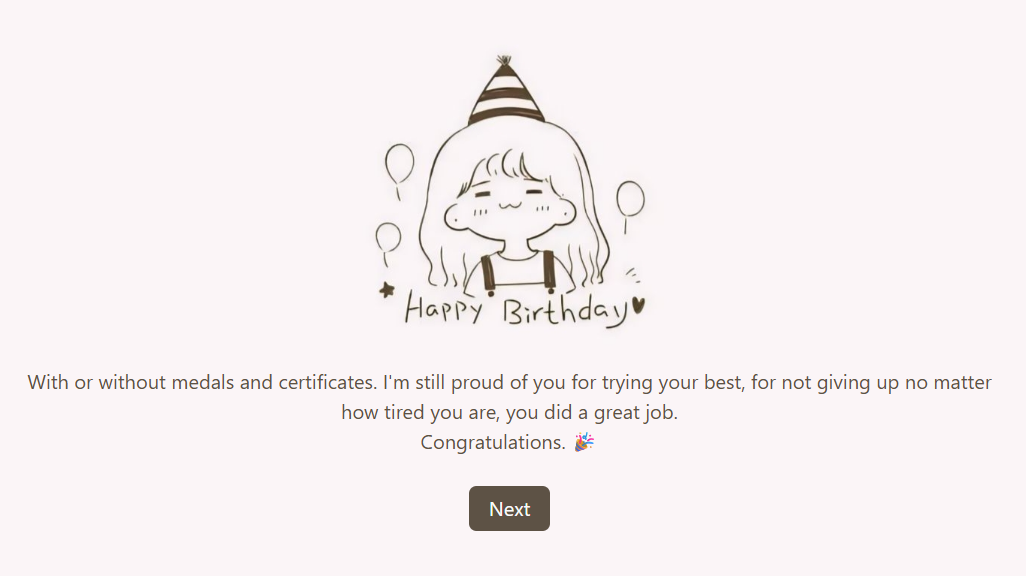 Happy Birthday
With or without medals and certificates. I'm still proud of you for trying your best, for not giving up no matter
how tired you are, you did a great job.
Congratulations. 🎉
Next